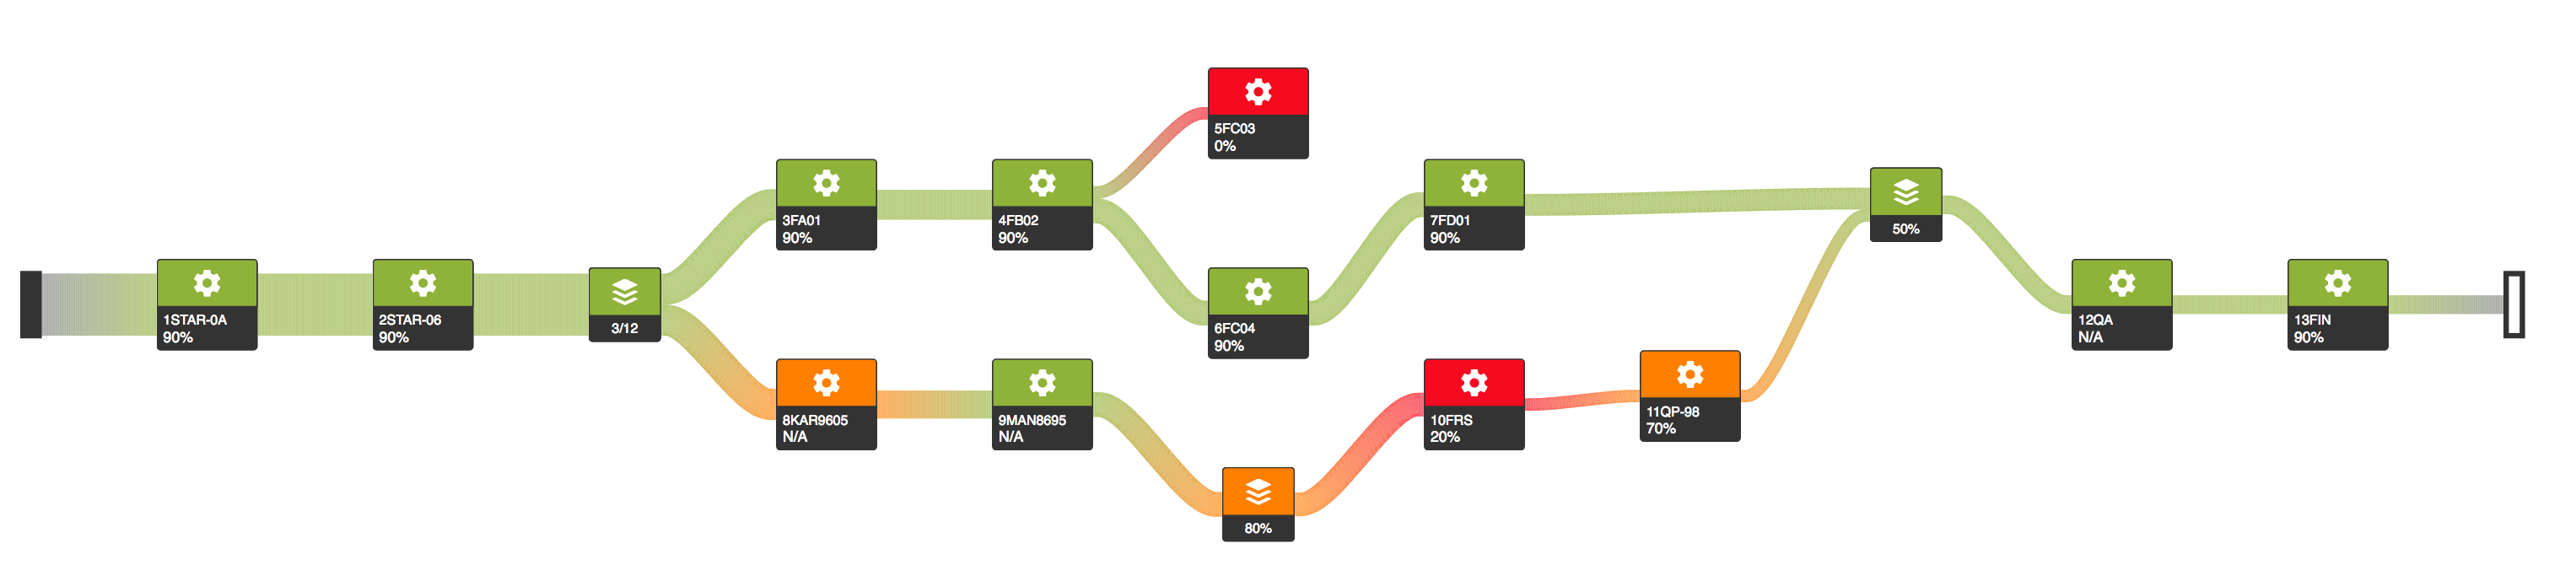 1STAR-0A
90%
2STAR-06
90%
3/12
3FA01
90%
4FB02
90%
5FC03
0%
6FC04
90%
7FD01
90%
8KAR9605
N/A
9MAN8695
N/A
80%
10FRS
20%
11QP-98
70%
50%
12QA
N/A
13FIN
90%